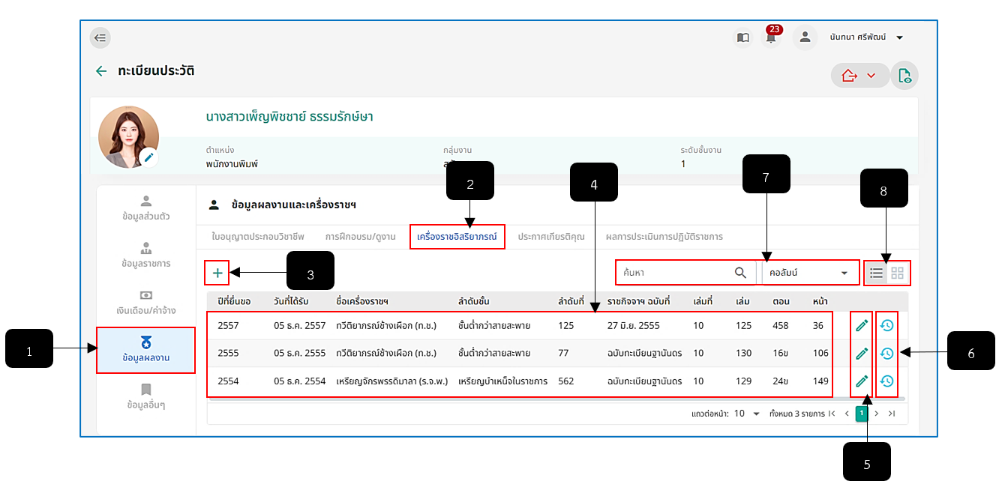 23
นันทนา ศรีพัฒน์
ทะเบียนประวัติ
นางสาวเพ็ญพิชชาย์ ธรรมรักษ์ษา
ตำแหน่ง กลุ่มงาน ระดับชั้นงาน
พนักงานพิมพ์ 1
2 4 7 8
ข้อมูลส่วนตัว
ข้อมูลราชการ
เงินเดือน/ค่าจ้าง
1
ข้อมูลผลงาน
ข้อมูลอื่นๆ
ข้อมูลผลงานและเครื่องราชฯ
ใบอนุญาตประกอบวิชาชีพ การฝึกอบรม/ดูงาน เครื่องราชอิสริยาภรณ์ ประกาศเกียรติคุณ ผลการประเมินการปฏิบัติราชการ
3 ค้นหา คอลัมน์
ปีที่ยื่นขอ วันที่ได้รับ ชื่อเครื่องราชฯ ลำดับชั้น ลำดับที่ ราชกิจจาฯ ฉบับที่ เล่มที่ เล่ม ตอน หน้า
2557 05 ธ.ค. 2557 ทวีติยาภรณ์ช้างเผือก (ท.ช.) ชั้นต่ำกว่าสายสะพาย 125 27 มิ.ย. 2555 10 125 458 36
2555 05 ธ.ค. 2555 ทวีติยาภรณ์ช้างเผือก (ท.ช.) ชั้นต่ำกว่าสายสะพาย 77 ฉบับทะเบียนฐานันดร 10 130 16ข 106
2554 05 ธ.ค. 2554 เหรียญจักรพรรดิมาลา (ร.จ.พ.) เหรียญบำเหน็จในราชการ 562 ฉบับทะเบียนฐานันดร 10 129 24ข 149
6
แถวต่อหน้า: 10 ทั้งหมด 3 รายการ 1
5